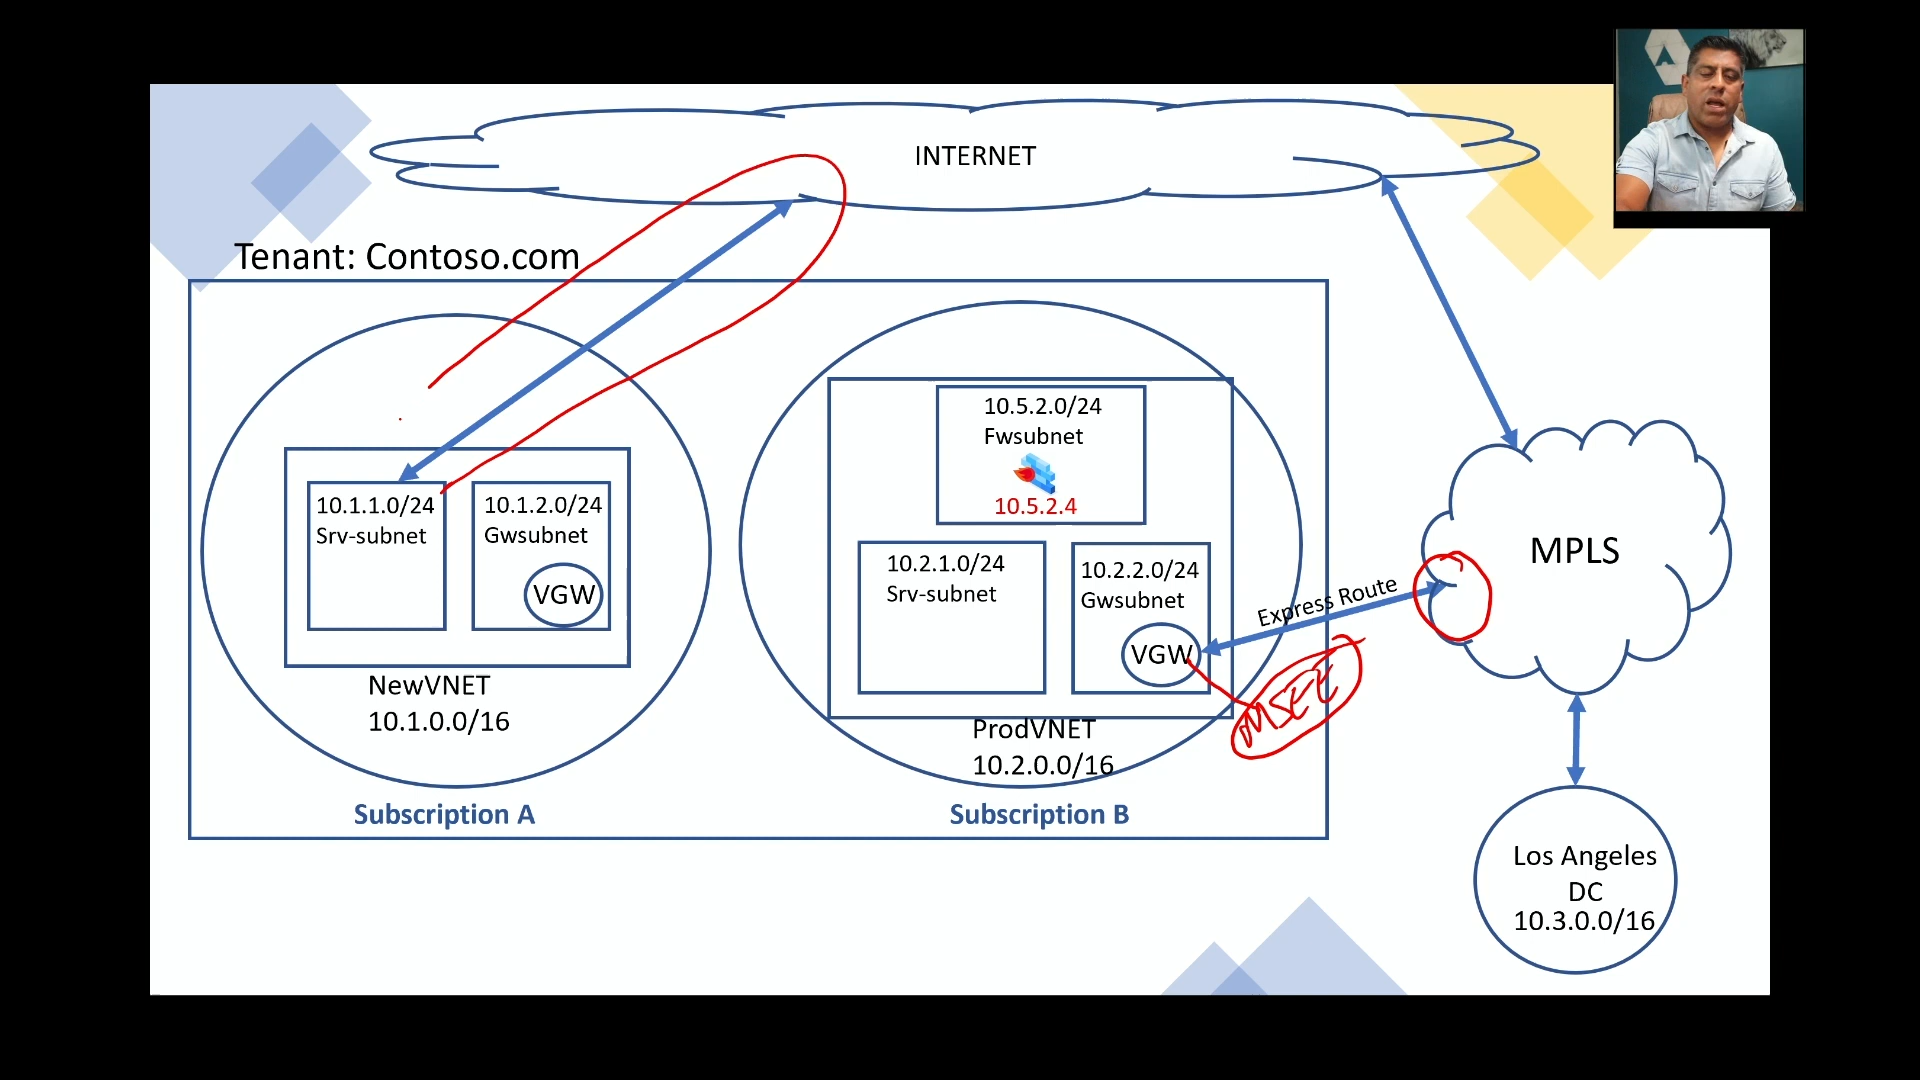 INTERNET
Tenant: Contoso.com
10.1.1.0/24
Srv-subnet
10.1.2.0/24
Gwsubnet
VGW
NewVNET
10.1.0.0/16
Subscription A
10.5.2.0/24
Fwsubnet
10.5.2.4
10.2.1.0/24
Srv-subnet
10.2.2.0/24
Gwsubnet
VGW
ProdVNET
10.2.0.0/16
Subscription B
Express Route
MSEE
MPLS
Los Angeles
DC
10.3.0.0/16